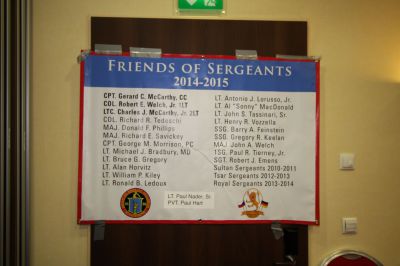 FRIENDS OF SERGEANTS
2014-2015
CPT. Gerard C. McCarthy, CC
COL. Robert E. Welch, Jr. 1LT
LTC. Charles J. McCarthy, Jr. 2LT
COL. Richard R. Tedeschi
MAJ. Donald F. Phillips
MAJ. Richard E. Savickey
CPT. George M. Morrison, PC
LT. Michael J. Bradbury, MD
LT. Bruce G. Gregory
LT. Alan Horvitz
LT. William P. Kiley
LT. Ronald B. Ledoux
LT. Antonio J. Lorusso, Jr.
LT. Al "Sonny" MacDonald
LT. John S. Tassinari, Sr.
LT. Henry R. Vozzella
SSG. Barry A. Feinstein
SSG. Gregory R. Keelan
MAJ. John A. Welch
1SG. Paul R. Tierney, Jr.
SGT. Robert J. Emens
Sultan Sergeants 2010-2011
Tsar Sergeants 2012-2013
Royal Sergeants 2013-2014
LT. Paul Nader, Sr.
PVT. Paul Hart